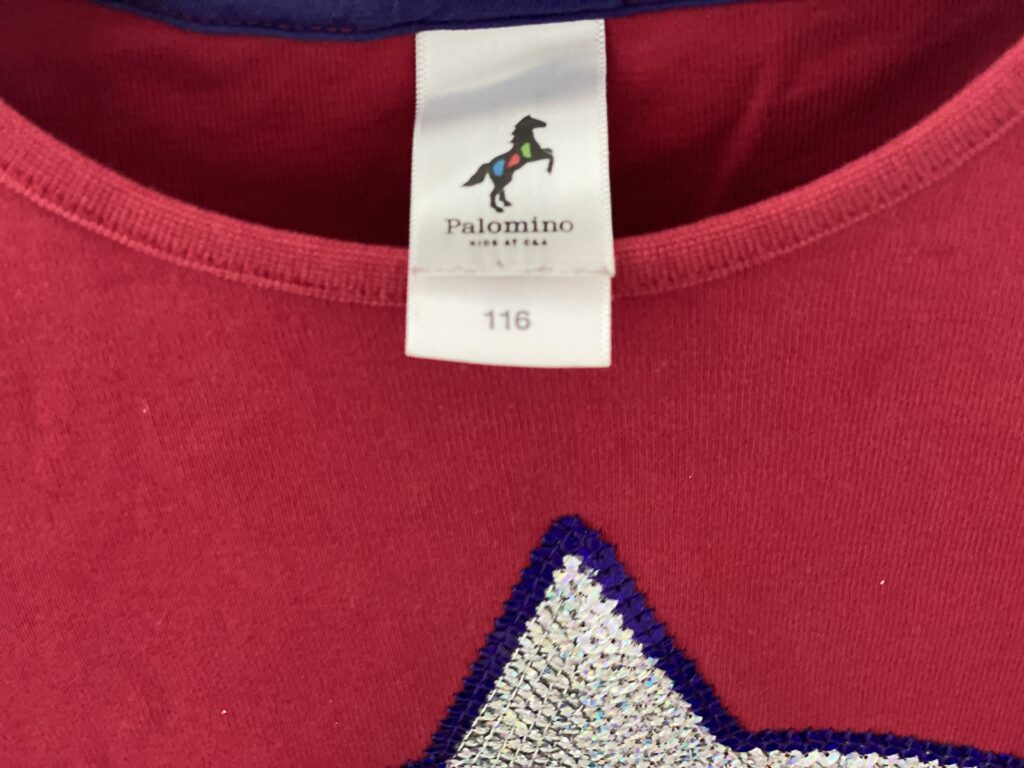 Palomino
KIDS AT C&A
116